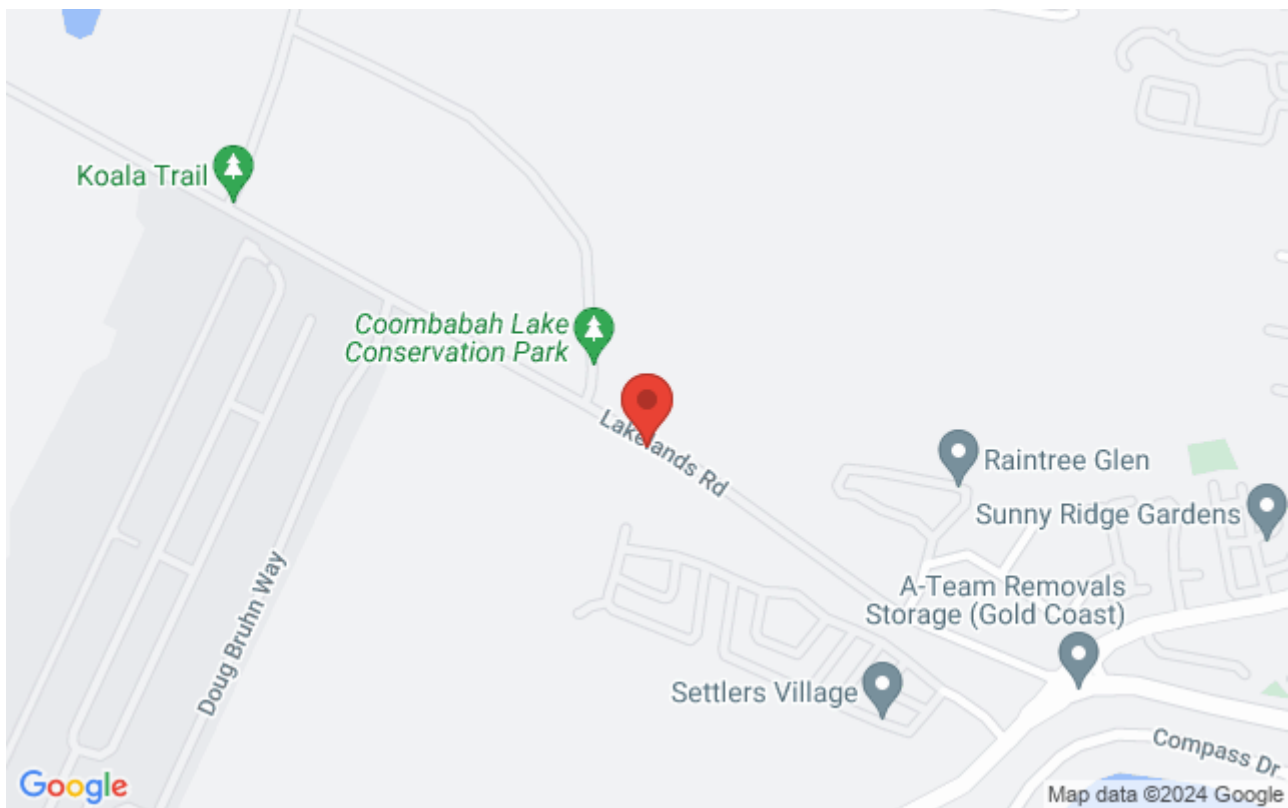 Koala Trail
Coombabah Lake
Conservation Park
Lakelands Rd
Raintree Glen
Sunny Ridge Gardens
A-Team Removals
Storage (Gold Coast)
Doug Bruhn Way
Settlers Village
Compass Dr
Google
Map data ©2024 Google